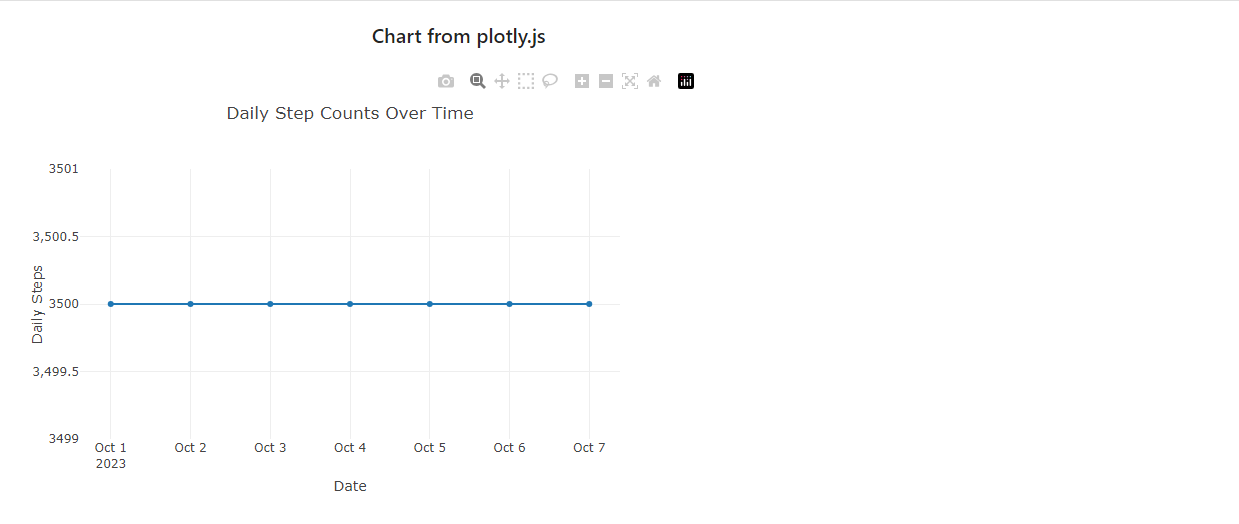 Chart from plotly.js
Daily Step Counts Over Time
3501
3,500.5
3500
3,499.5
3499
Daily Steps
Oct 1 Oct 2 Oct 3 Oct 4 Oct 5 Oct 6 Oct 7
2023
Date